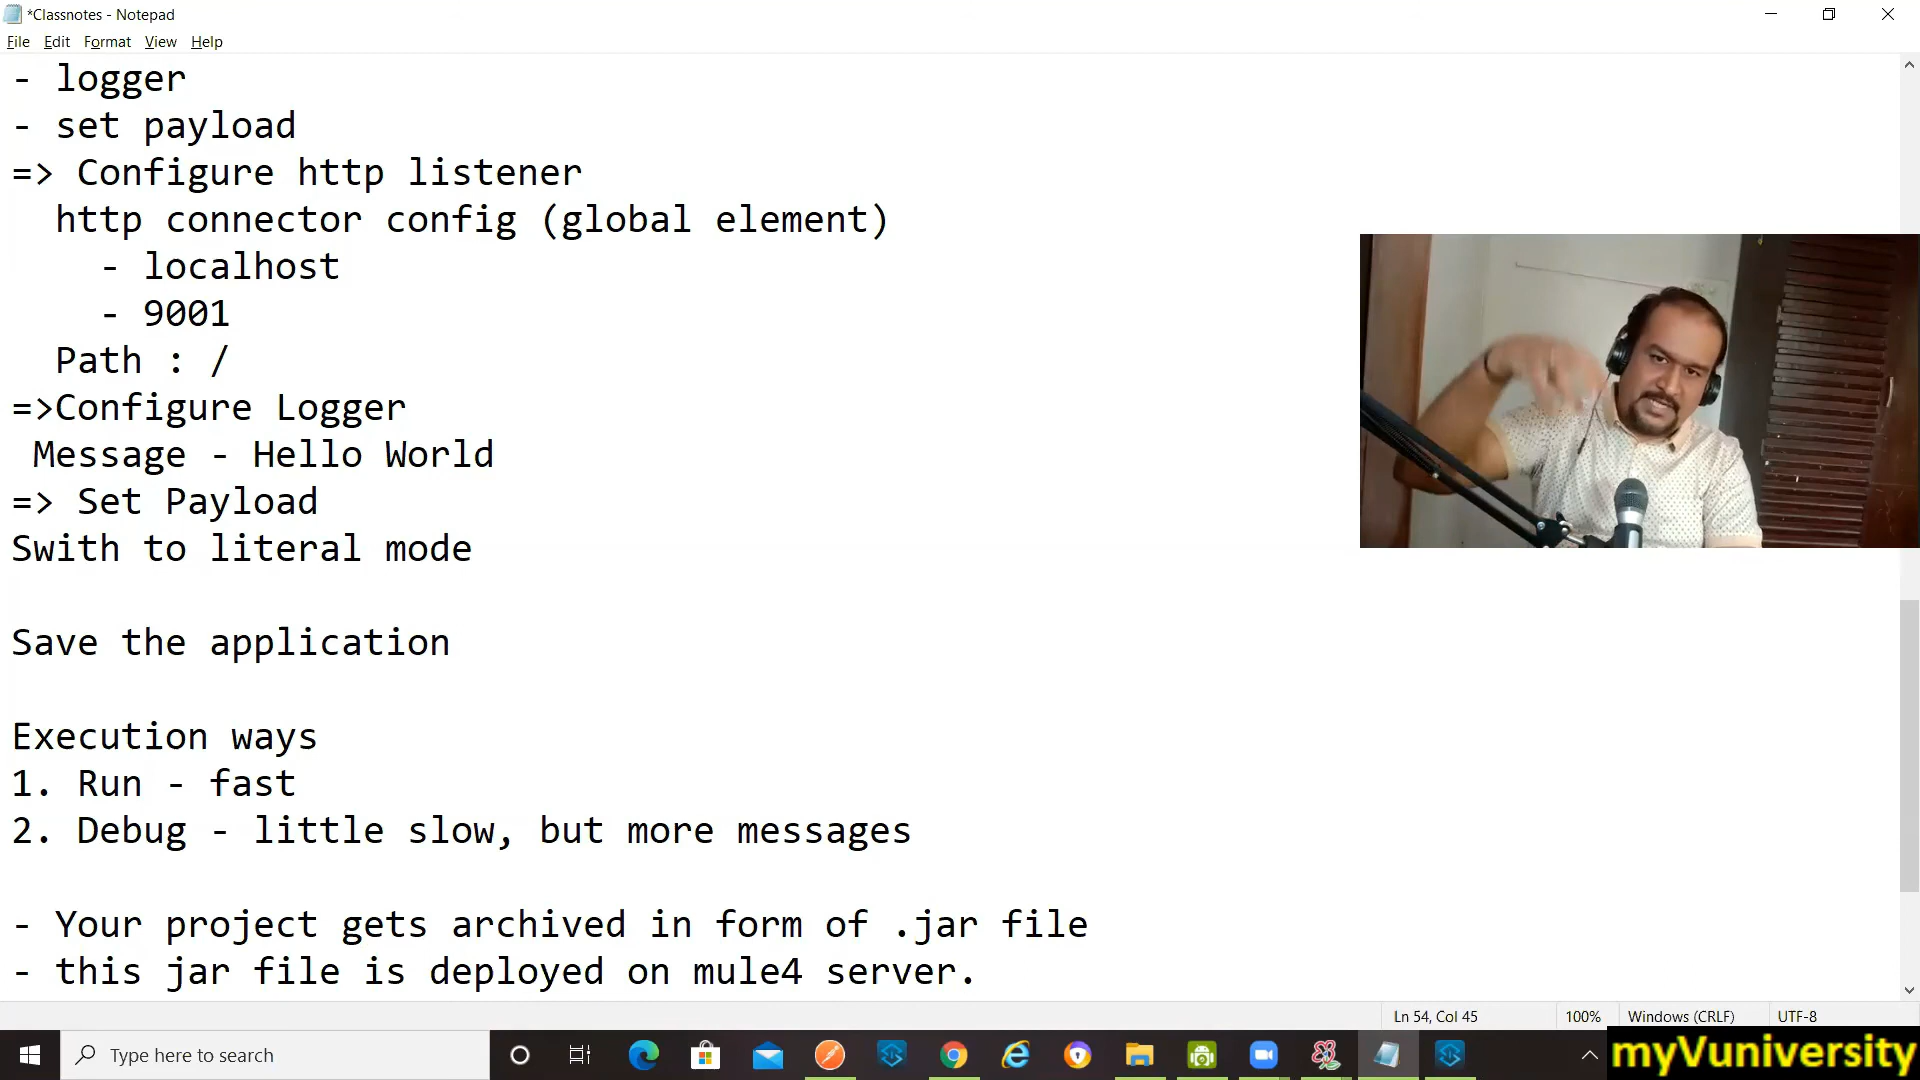 *Classnotes - Notepad
File Edit Format View Help
- logger
- set payload
=> Configure http listener
http connector config (global element)
- localhost
- 9001
Path : /
=>Configure Logger
Message - Hello World
=> Set Payload
Swith to literal mode
Save the application
Execution ways
1. Run - fast
2. Debug - little slow, but more messages
- Your project gets archived in form of .jar file
- this jar file is deployed on mule4 server.
Ln 54, Col 45 100% Windows (CRLF) UTF-8
Type here to search
myVuniversity